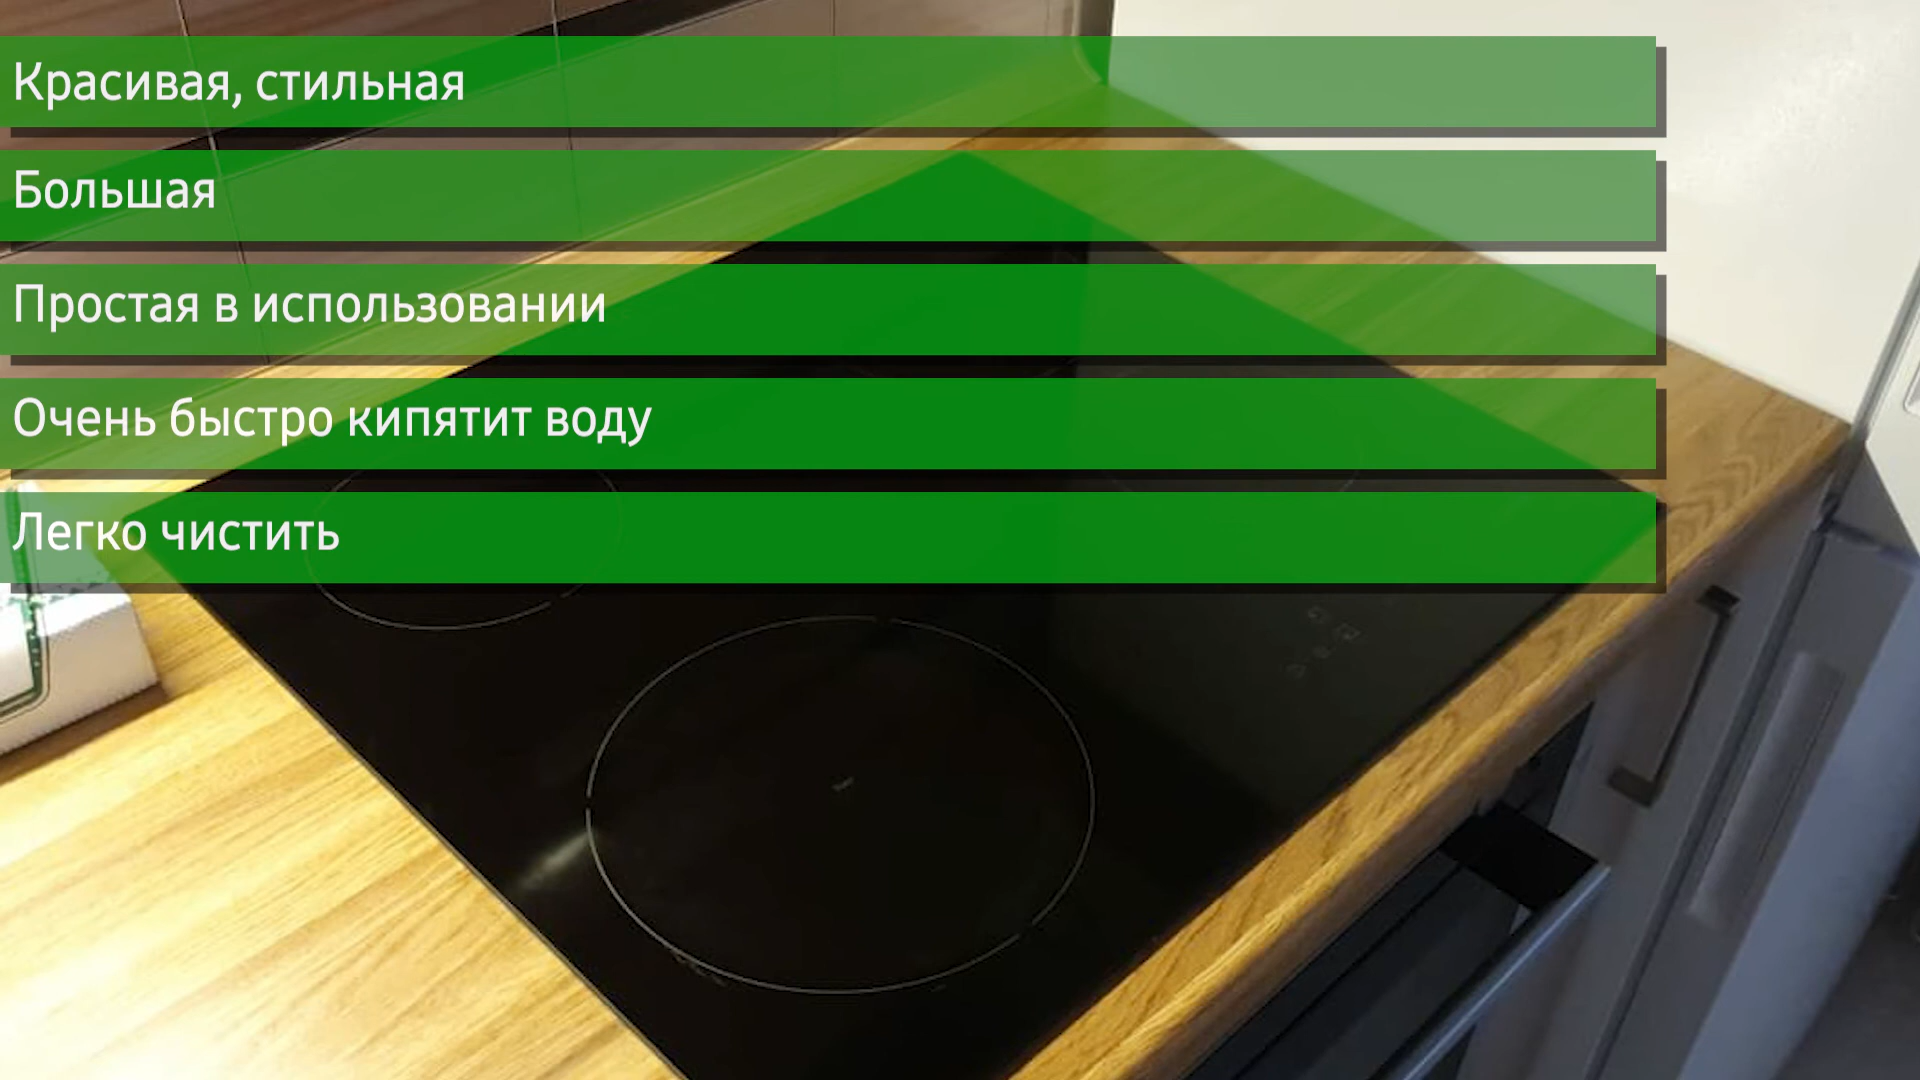 Красивая, стильная
Большая
Простая в использовании
Очень быстро кипятит воду
Легко чистить